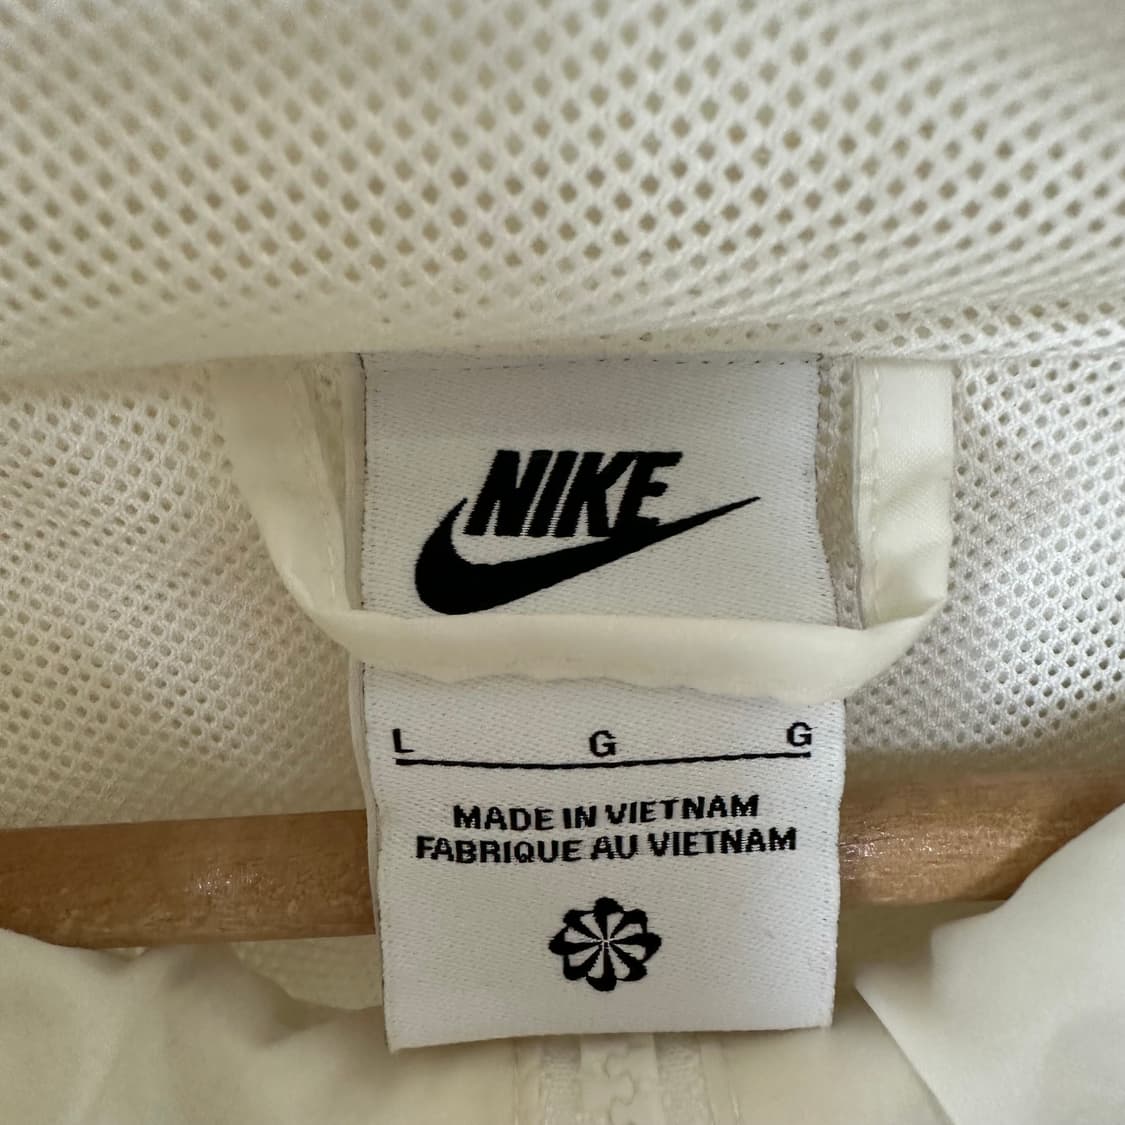 NIKE
L G G
MADE IN VIETNAM
FABRIQUE AU VIETNAM